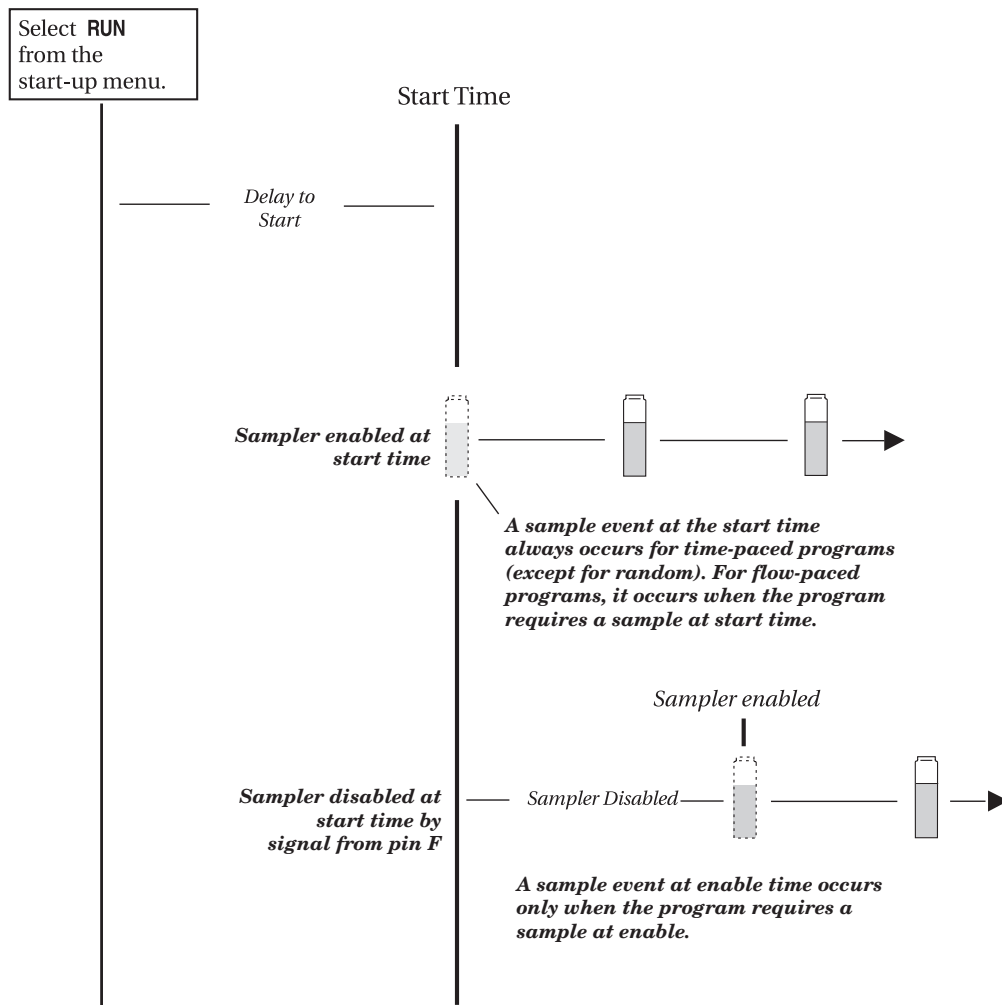 Select RUN
from the
start-up menu.
Start Time
Delay to
Start
Sampler enabled at
start time
A sample event at the start time
always occurs for time-paced programs
(except for random). For flow-paced
programs, it occurs when the program
requires a sample at start time.
Sampler enabled
Sampler disabled at
start time by
signal from pin F
Sampler Disabled
A sample event at enable time occurs
only when the program requires a
sample at enable.